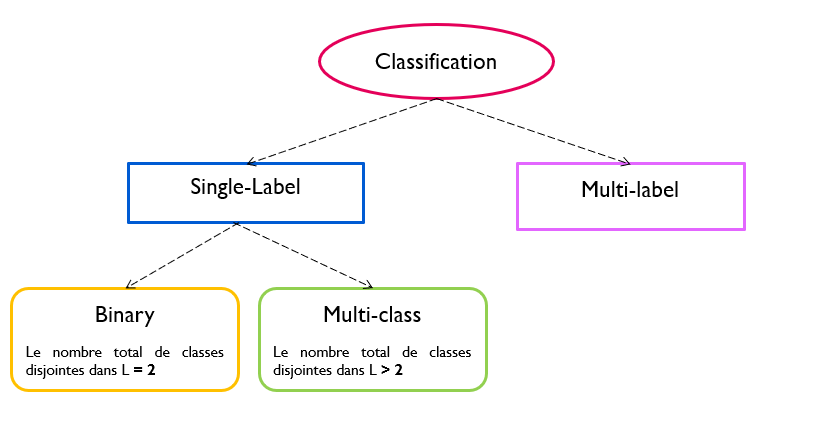 Classification
Single-Label
Multi-label
Binary
Le nombre total de classes
disjointes dans L = 2
Multi-class
Le nombre total de classes
disjointes dans L > 2